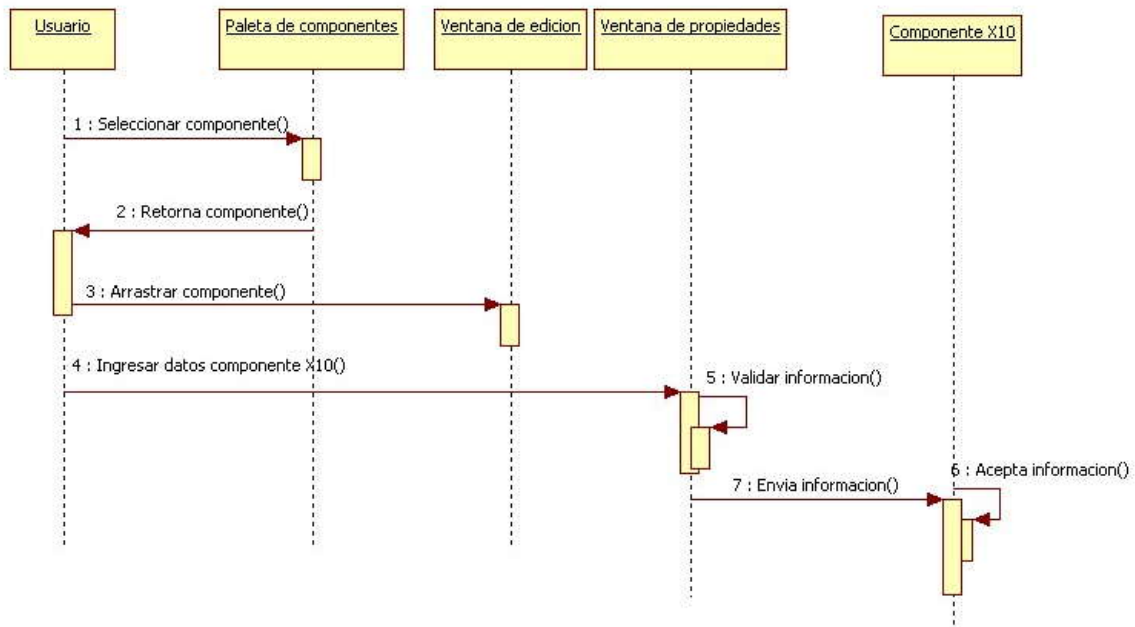 Usuario
Paleta de componentes
Ventana de edicion
Ventana de propiedades
Componente X10
1 : Seleccionar componente()
2 : Retorna componente()
3 : Arrastrar componente()
4 : Ingresar datos componente X10()
5 : Validar informacion()
6 : Acepta informacion()
7 : Envia informacion()